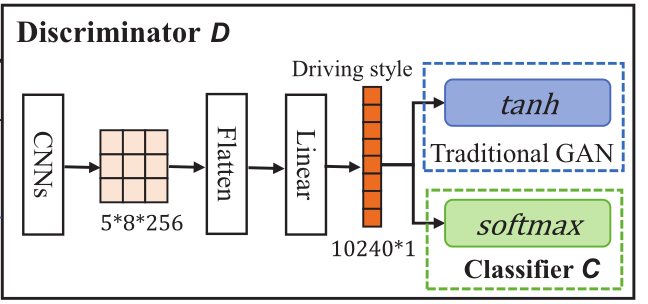 Discriminator D
Driving style
CNNs
5*8*256
Flatten
Linear
10240*1
tanh
Traditional GAN
softmax
Classifier C